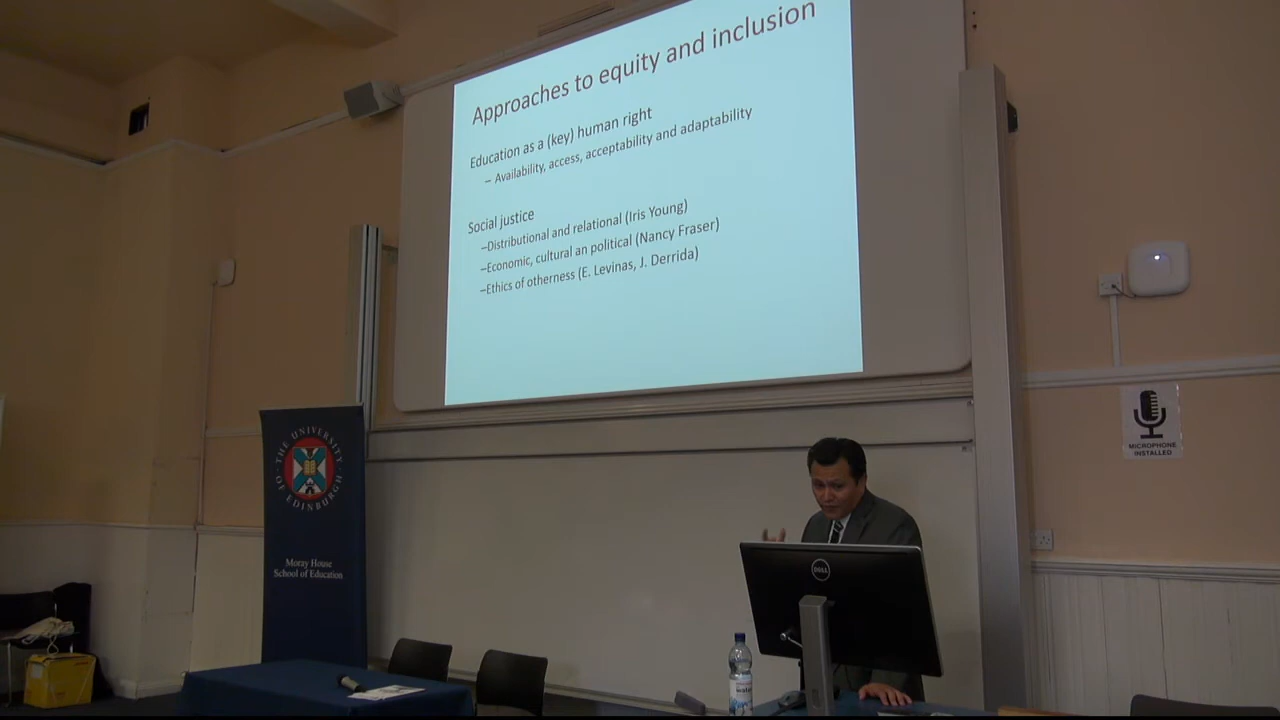 Approaches to equity and inclusion
Education as a (key) human right
– Availability, access, acceptability and adaptability
Social justice
–Distributional and relational (Iris Young)
–Economic, cultural an political (Nancy Fraser)
–Ethics of otherness (E. Levinas, J. Derrida)
THE UNIVERSITY
OF EDINBURGH
Moray House
School of Education
DELL
MICROPHONE
INSTALLED